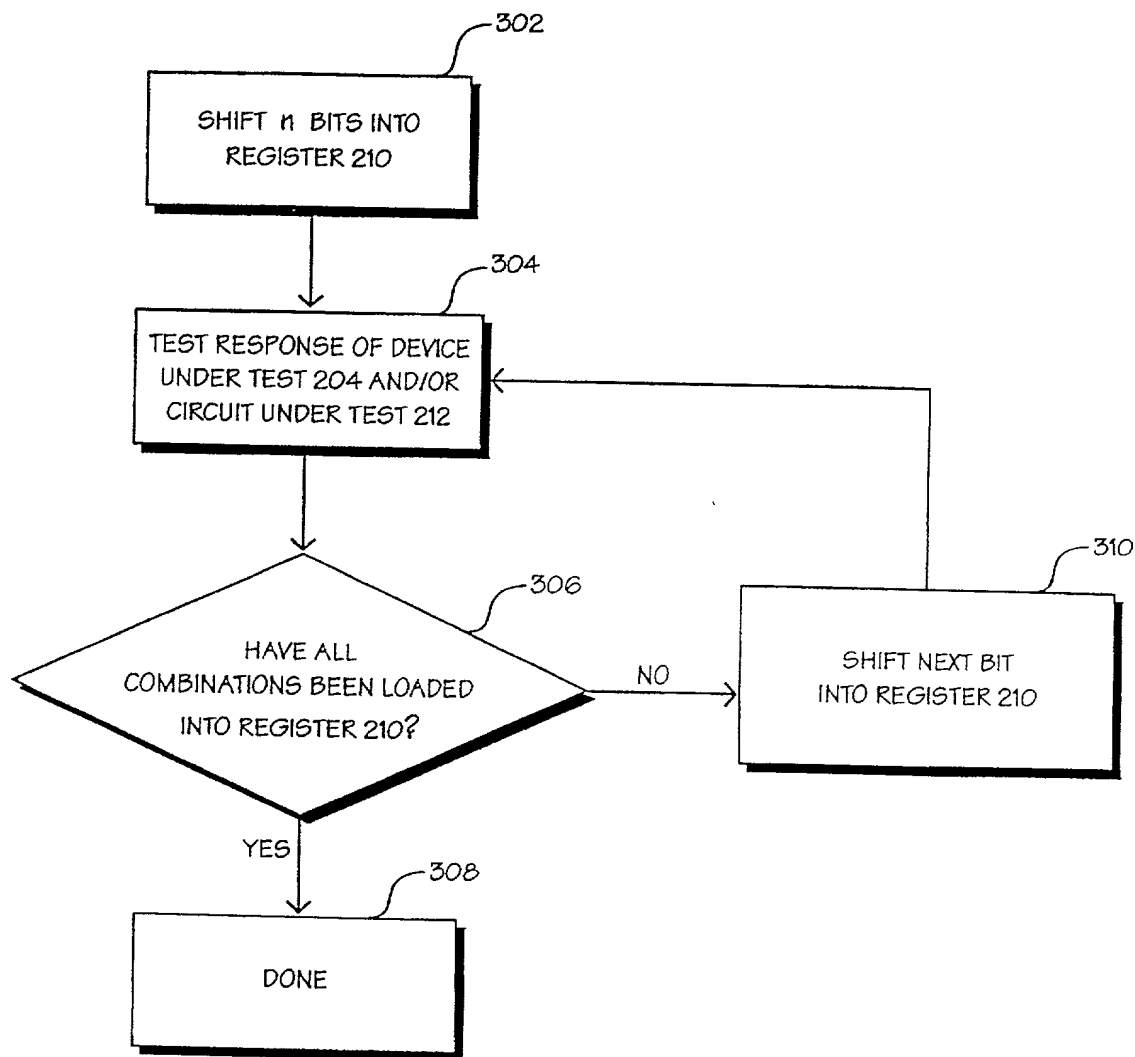 302
SHIFT n BITS INTO
REGISTER 210
304
TEST RESPONSE OF DEVICE
UNDER TEST 204 AND/OR
CIRCUIT UNDER TEST 212
306
HAVE ALL
COMBINATIONS BEEN LOADED
INTO REGISTER 210?
NO
310
SHIFT NEXT BIT
INTO REGISTER 210
YES
308
DONE